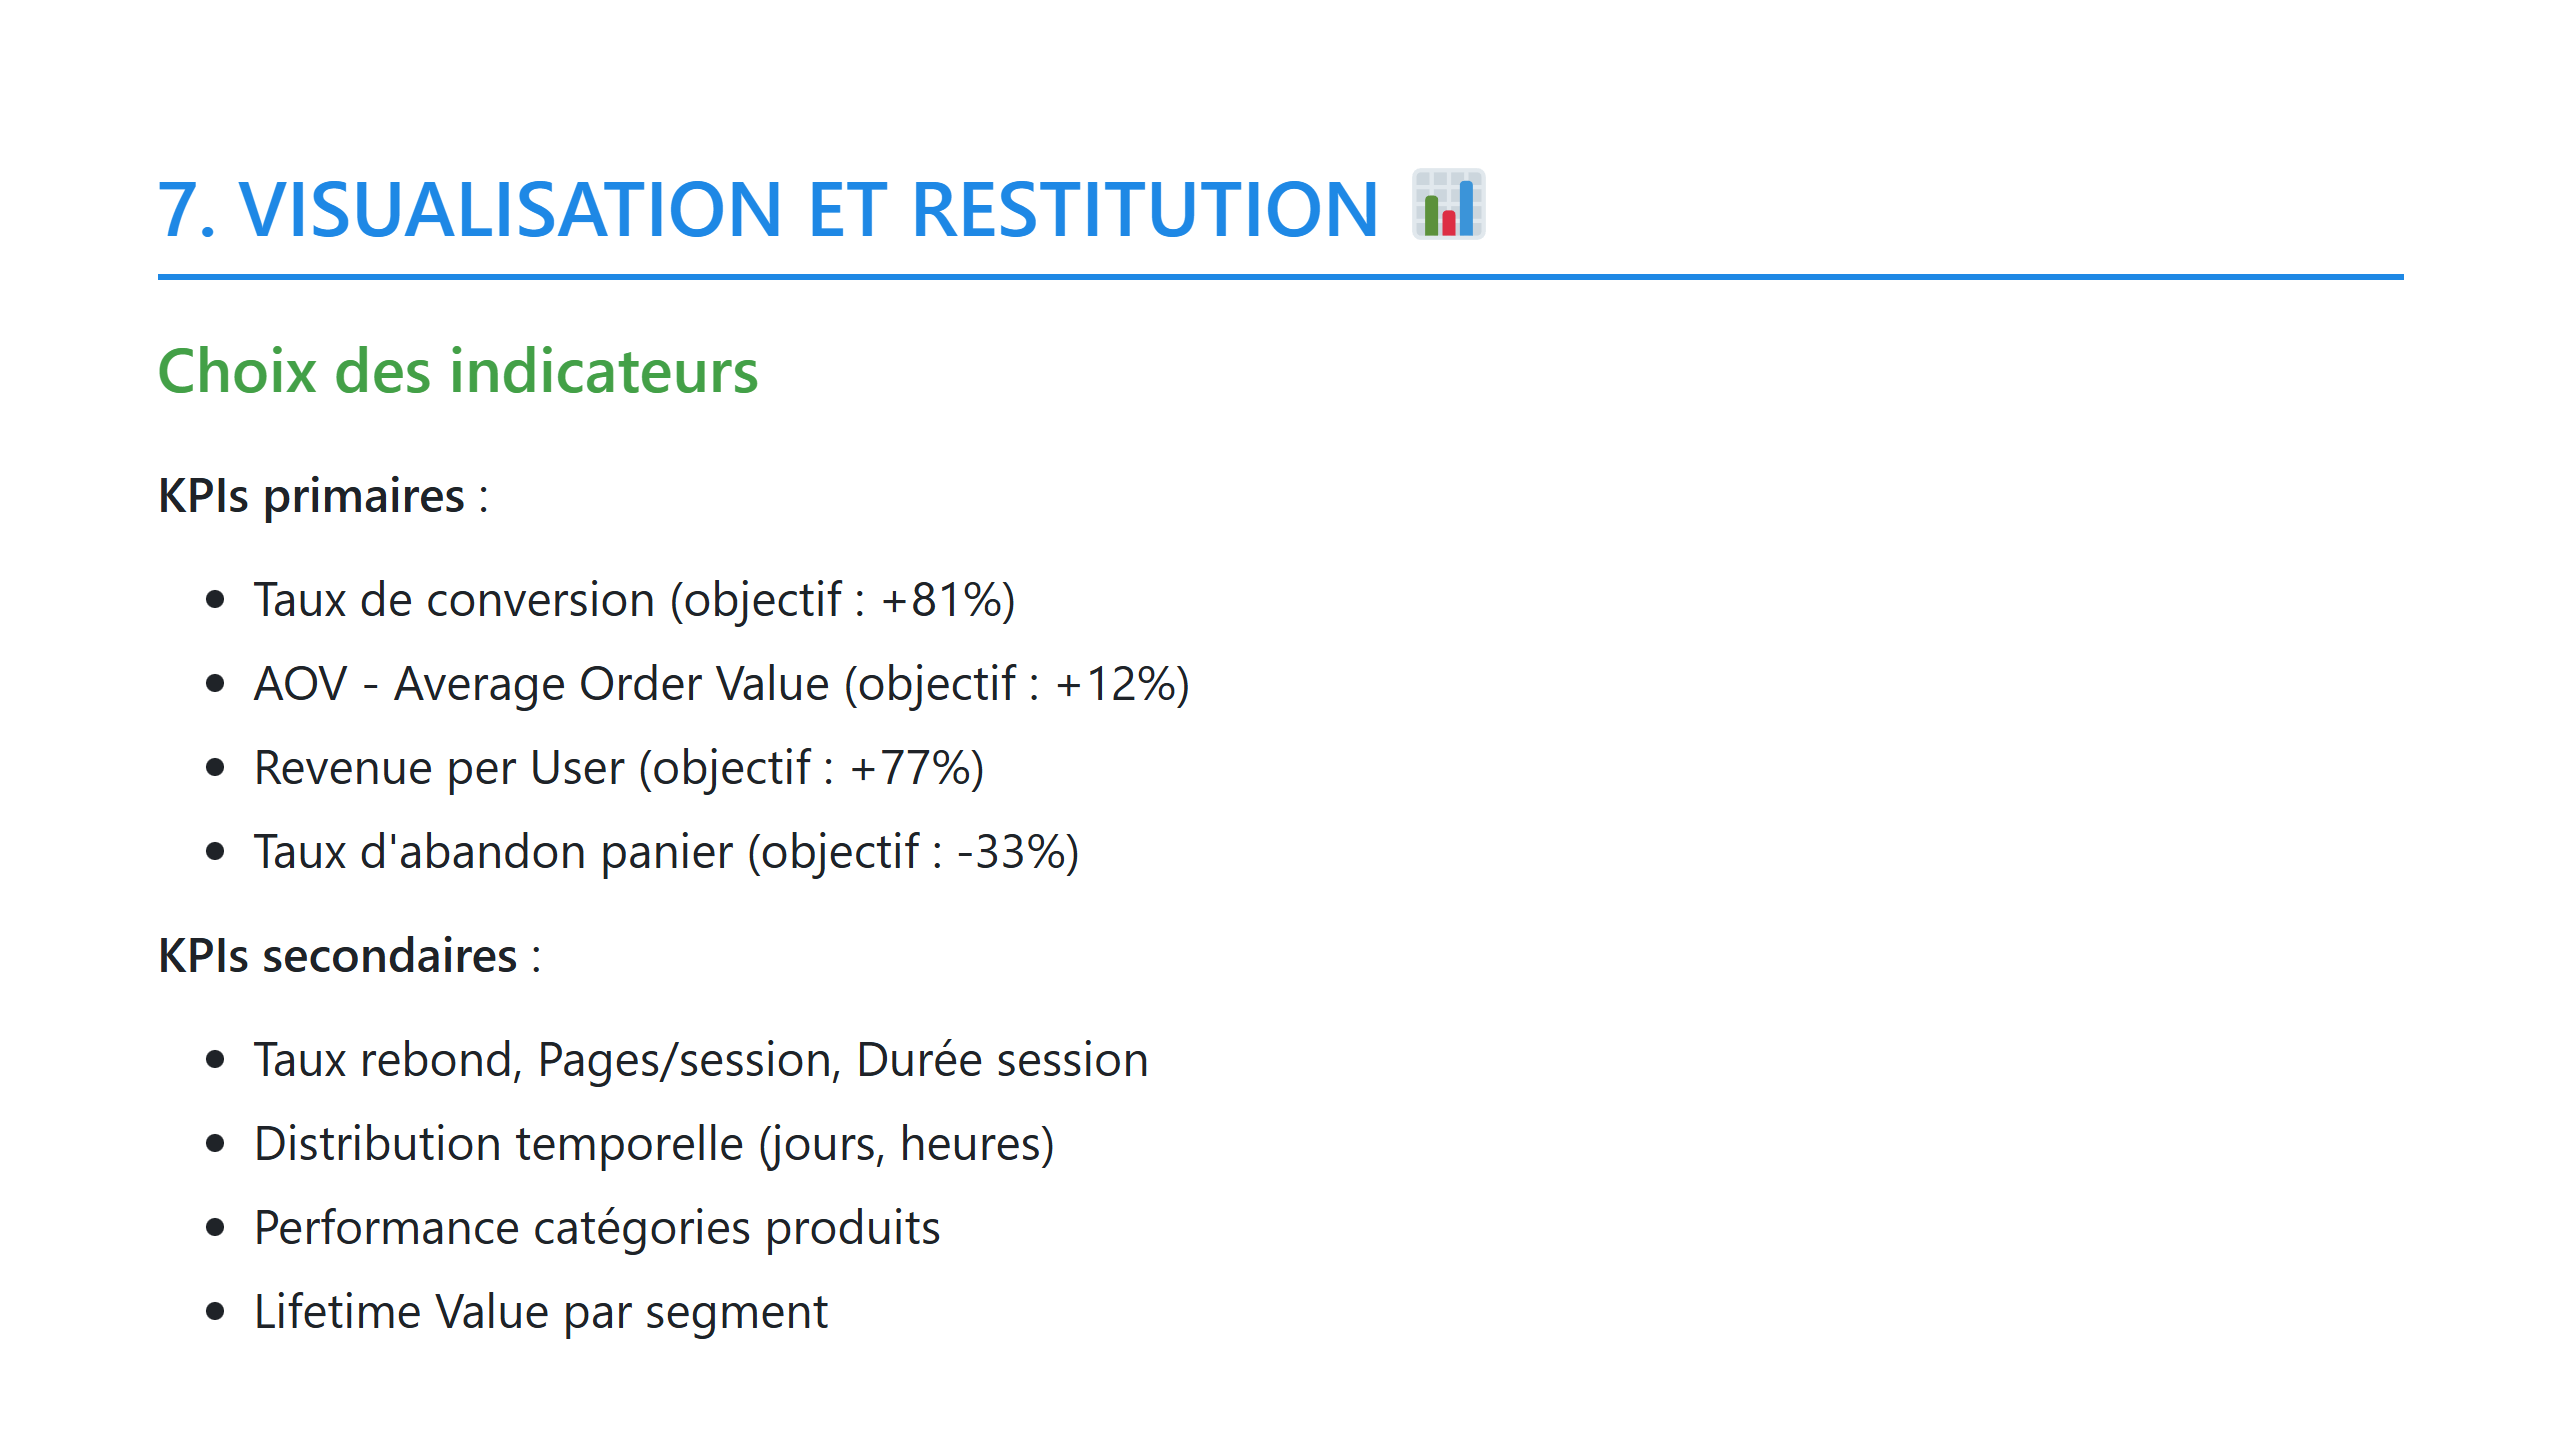 7. VISUALISATION ET RESTITUTION
Choix des indicateurs
KPIs primaires :
Taux de conversion (objectif : +81%)
AOV - Average Order Value (objectif : +12%)
Revenue per User (objectif : +77%)
Taux d'abandon panier (objectif : -33%)
KPIs secondaires :
Taux rebond, Pages/session, Durée session
Distribution temporelle (jours, heures)
Performance catégories produits
Lifetime Value par segment